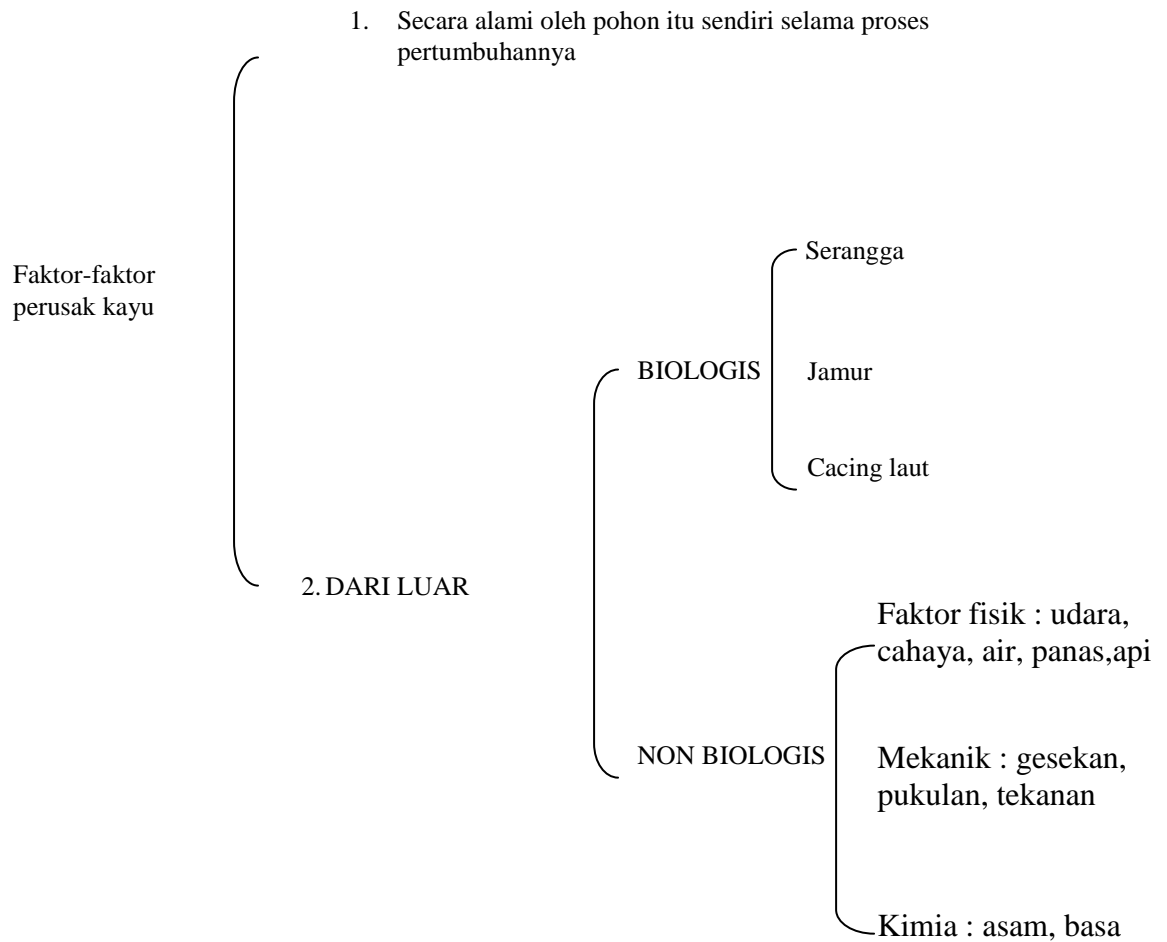 1. Secara alami oleh pohon itu sendiri selama proses
pertumbuhannya
Faktor-faktor
perusak kayu
Serangga
BIOLOGIS
Jamur
Cacing laut
2. DARI LUAR
Faktor fisik : udara,
cahaya, air, panas,api
NON BIOLOGIS
Mekanik : gesekan,
pukulan, tekanan
Kimia : asam, basa